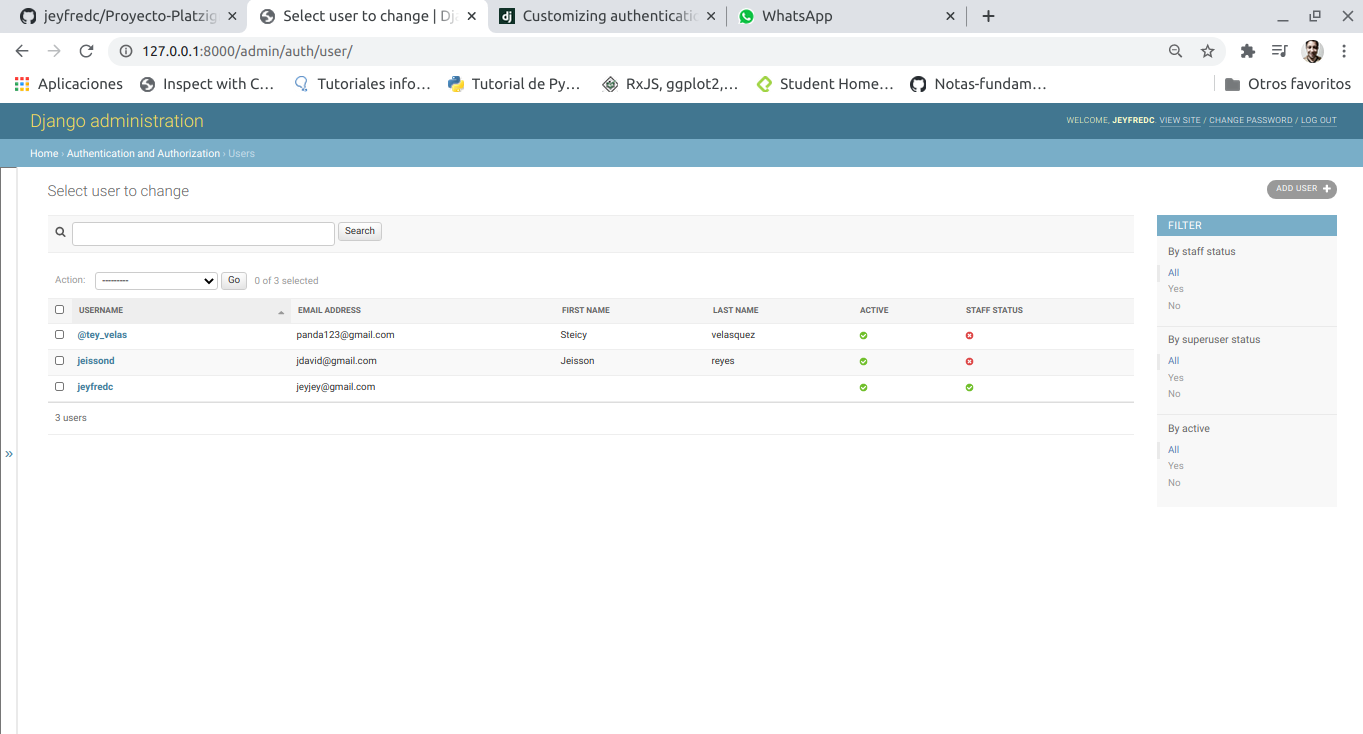 jeyfredc/Proyecto-Platzig
Select user to change | Dja
Customizing authenticatio
WhatsApp
127.0.0.1:8000/admin/auth/user/
Aplicaciones
Inspect with C...
Tutoriales info...
Tutorial de Py...
RxJS, ggplot2,...
Student Home...
Notas-fundam...
Otros favoritos
Django administration
WELCOME, JEYFREDC. VIEW SITE / CHANGE PASSWORD / LOG OUT
Home › Authentication and Authorization › Users
Select user to change
ADD USER +
Search
Action: --------- Go 0 of 3 selected
USERNAME EMAIL ADDRESS FIRST NAME LAST NAME ACTIVE STAFF STATUS
@tey_velas panda123@gmail.com Steicy velasquez
jeissond jdavid@gmail.com Jeisson reyes
jeyfredc jeyjey@gmail.com
3 users
»
FILTER
By staff status
All
Yes
No
By superuser status
All
Yes
No
By active
All
Yes
No